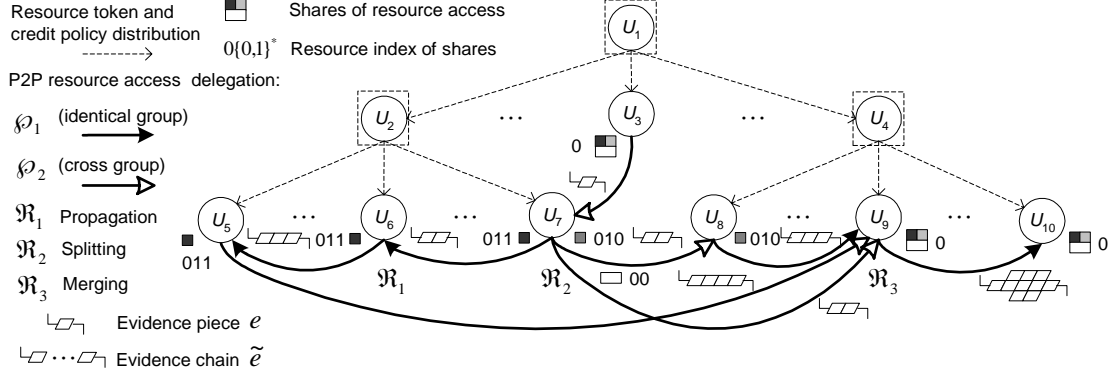 Resource token and
credit policy distribution
Shares of resource access
0{0,1}* Resource index of shares
P2P resource access delegation:
℘₁ (identical group)
℘₂ (cross group)
ℜ₁ Propagation
ℜ₂ Splitting
ℜ₃ Merging
Evidence piece e
... Evidence chain ẽ
U₁
U₂ ... U₃ ... U₄
0
U₅ ... U₆ ... U₇ U₈ ... U₉ ... U₁₀
011 011 011 010 010 0 0
00
ℜ₁ ℜ₂ ℜ₃